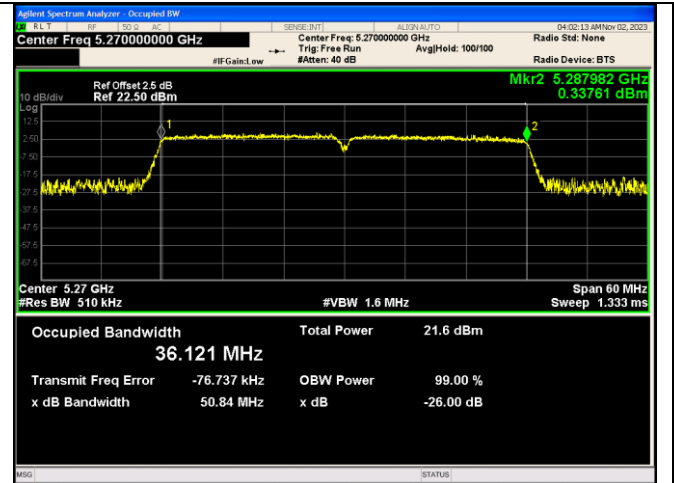 Agilent Spectrum Analyzer - Occupied BW
LXI RLT RF 50 Ω AC SENSE:INT ALIGN AUTO 04:02:13 AM Nov 02, 2023
Center Freq 5.270000000 GHz Center Freq: 5.270000000 GHz Radio Std: None
Trig: Free Run Avg|Hold: 100/100
#IFGain:Low #Atten: 40 dB Radio Device: BTS
Mkr2 5.287982 GHz
0.33761 dBm
Ref Offset 2.5 dB
10 dB/div Ref 22.50 dBm
Log
12.5
2.50
-7.50
-17.5
-27.5
-37.5
-47.5
-57.5
-67.5
1
2
Center 5.27 GHz Span 60 MHz
#Res BW 510 kHz #VBW 1.6 MHz Sweep 1.333 ms
Occupied Bandwidth Total Power 21.6 dBm
36.121 MHz
Transmit Freq Error -76.737 kHz OBW Power 99.00 %
x dB Bandwidth 50.84 MHz x dB -26.00 dB
MSG STATUS